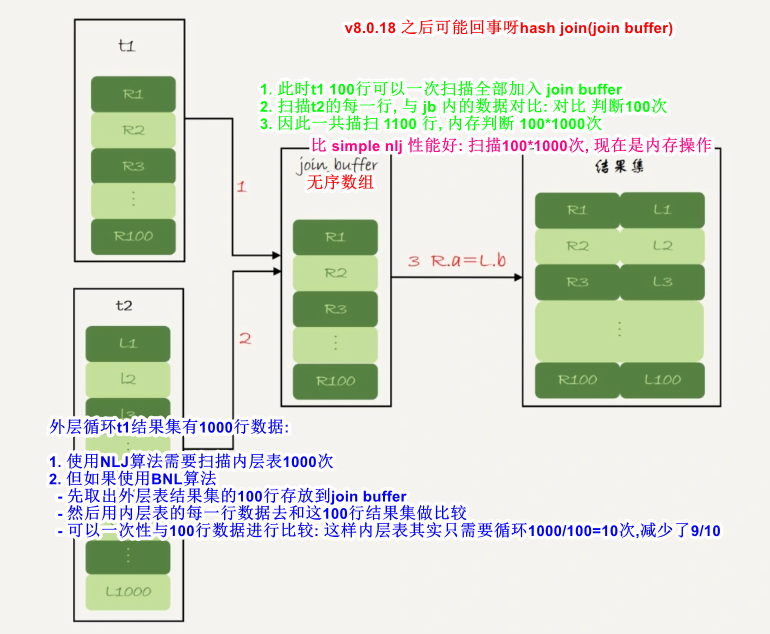 v8.0.18 之后可能回事呀hash join(join buffer)
t1
R1
R2
R3
⋮
R100
1. 此时t1 100行可以一次扫描全部加入 join buffer
2. 扫描t2的每一行, 与 jb 内的数据对比: 对比 判断100次
3. 因此一共描扫 1100 行, 内存判断 100*1000次
比 simple nlj 性能好: 扫描100*1000次, 现在是内存操作
1
join_buffer
无序数组
R1
R2
R3
⋮
R100
3 R.a=L.b
结果集
R1 L1
R2 L2
R3 L3
⋮
R100 L100
t2
L1
l2
l3
2
外层循环t1结果集有1000行数据:
1. 使用NLJ算法需要扫描内层表1000次
2. 但如果使用BNL算法
- 先取出外层表结果集的100行存放到join buffer
- 然后用内层表的每一行数据去和这100行结果集做比较
- 可以一次性与100行数据进行比较: 这样内层表其实只需要循环1000/100=10次,减少了9/10
⋮
L1000